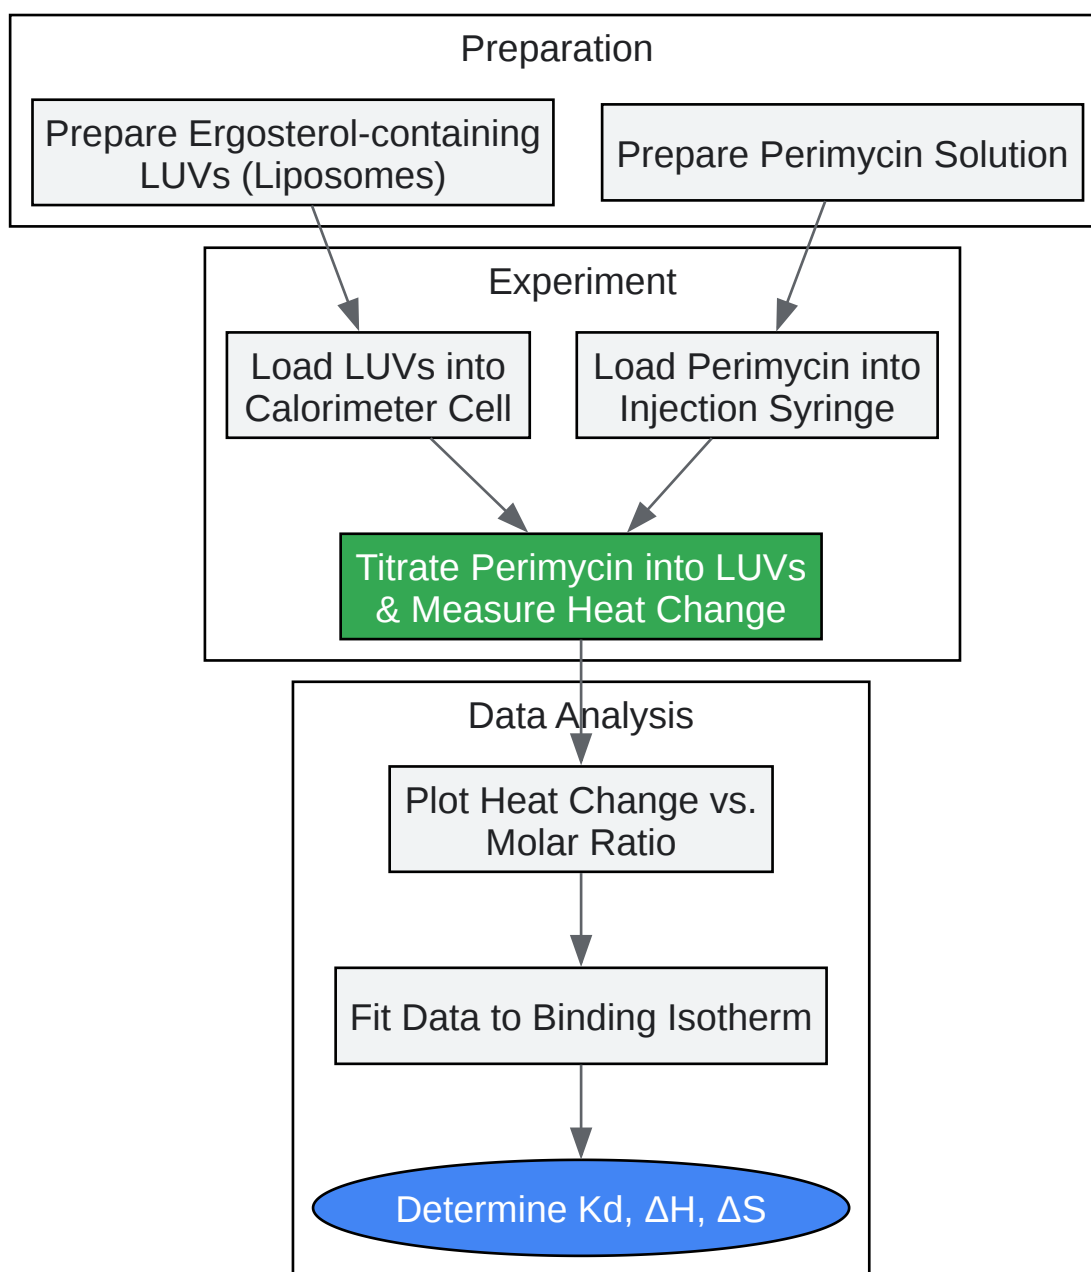 Preparation
Prepare Ergosterol-containing
LUVs (Liposomes)
Prepare Perimycin Solution
Experiment
Load LUVs into
Calorimeter Cell
Load Perimycin into
Injection Syringe
Titrate Perimycin into LUVs
& Measure Heat Change
Data Analysis
Plot Heat Change vs.
Molar Ratio
Fit Data to Binding Isotherm
Determine Kd, ΔH, ΔS